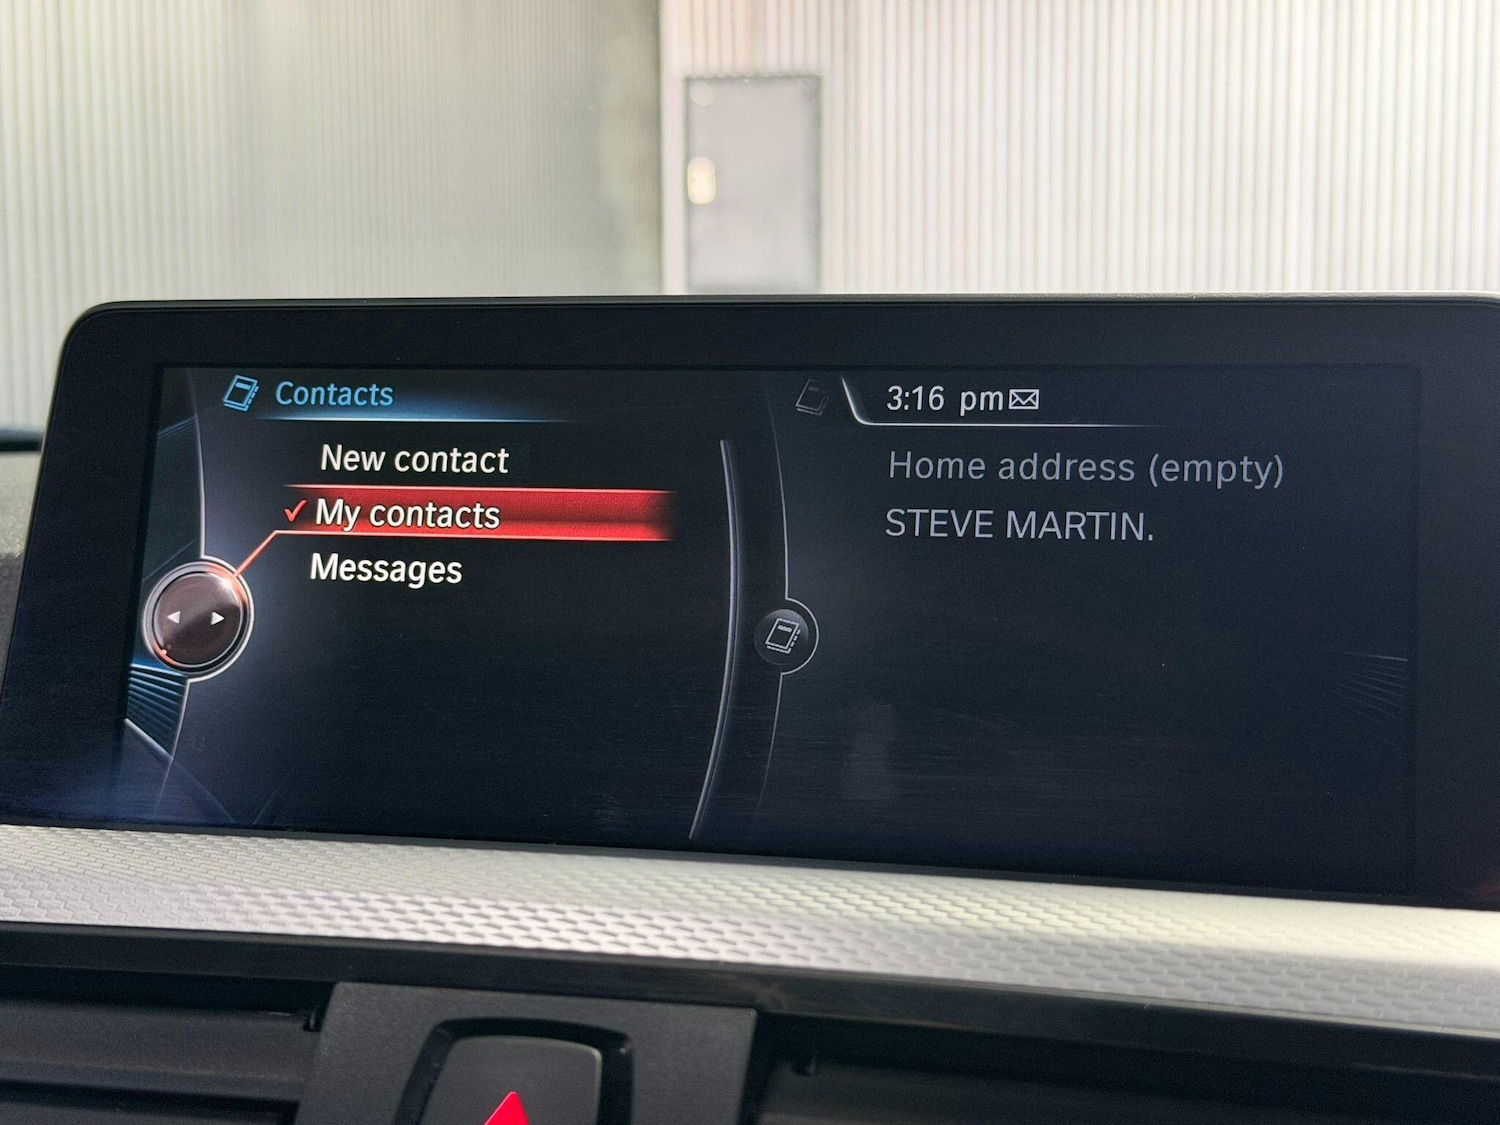 Contacts
New contact
My contacts
Messages
3:16 pm
Home address (empty)
STEVE MARTIN.